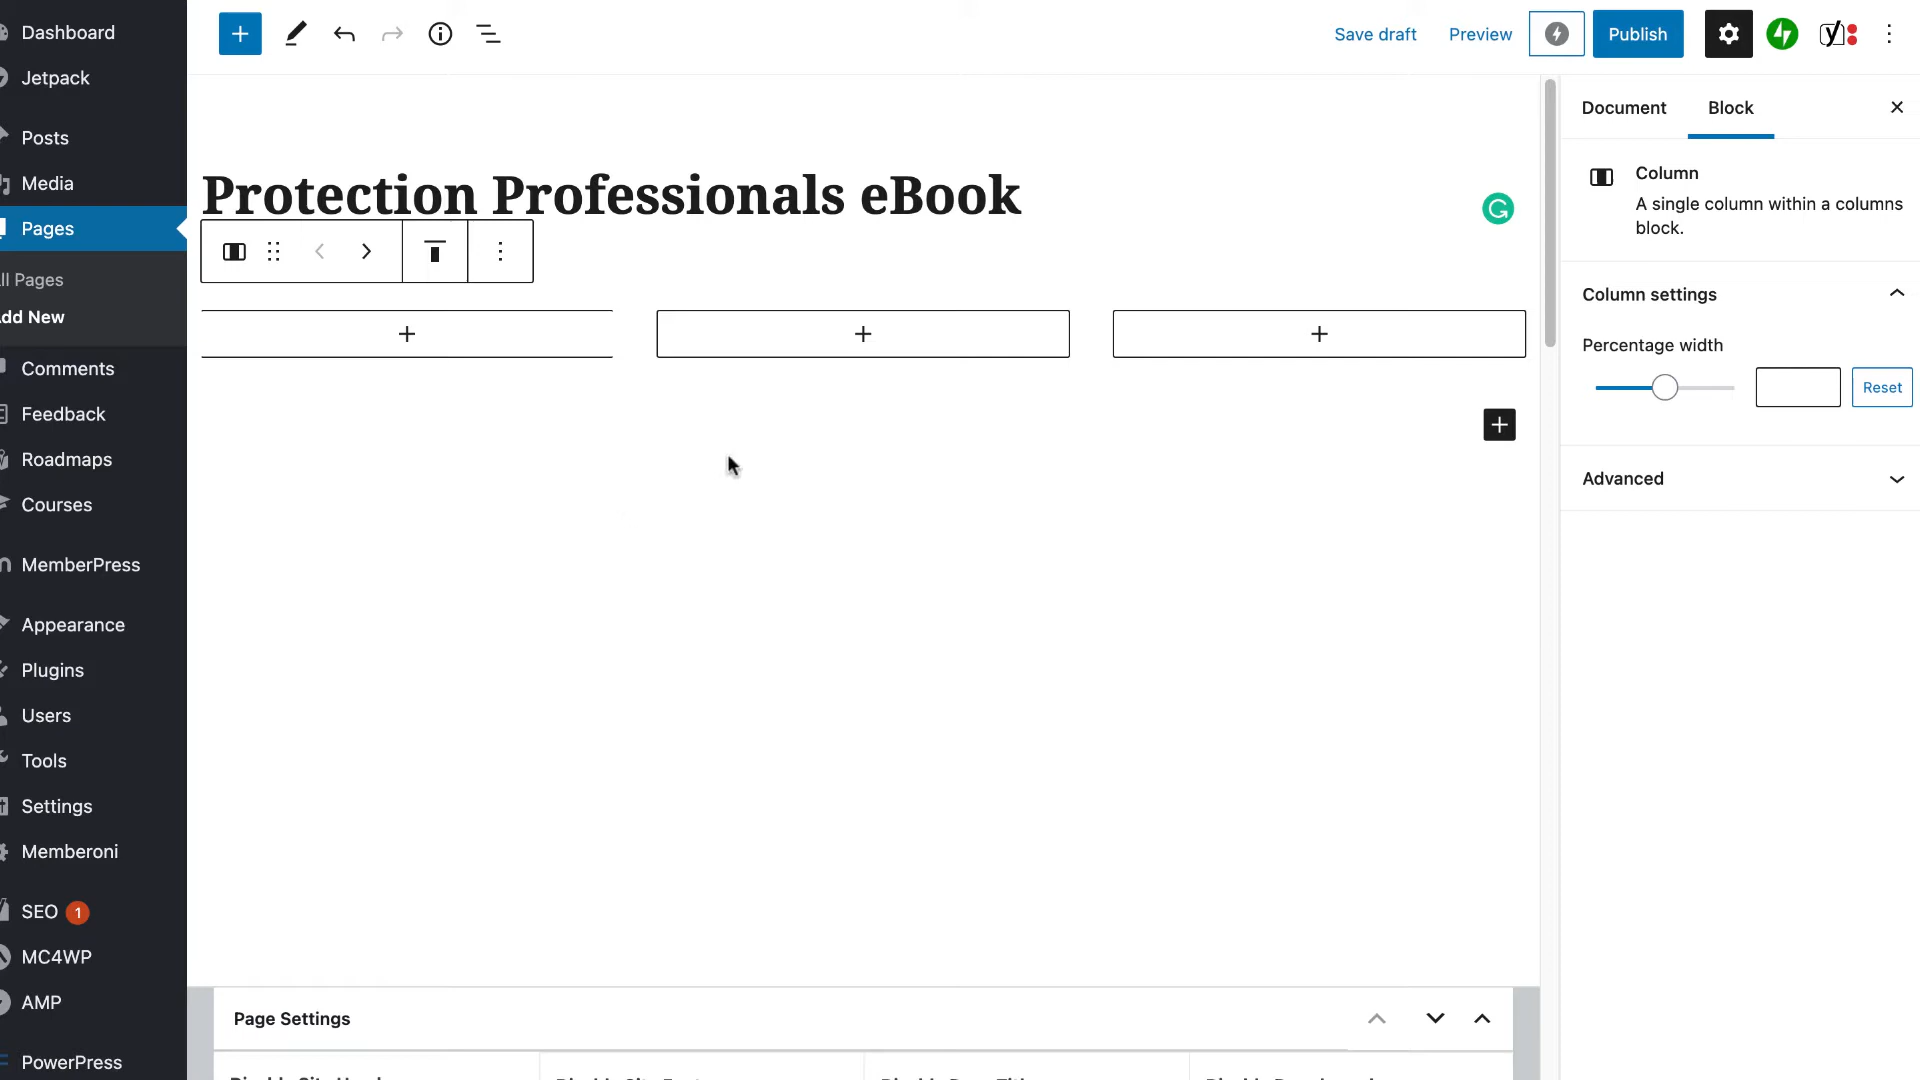 Dashboard
Jetpack
Posts
Media
Pages
ll Pages
dd New
Comments
Feedback
Roadmaps
Courses
MemberPress
Appearance
Plugins
Users
Tools
Settings
Memberoni
SEO 1
MC4WP
AMP
PowerPress
Save draft
Preview
Publish
Protection Professionals eBook
Document
Block
Column
A single column within a columns
block.
Column settings
Percentage width
Reset
Advanced
Page Settings